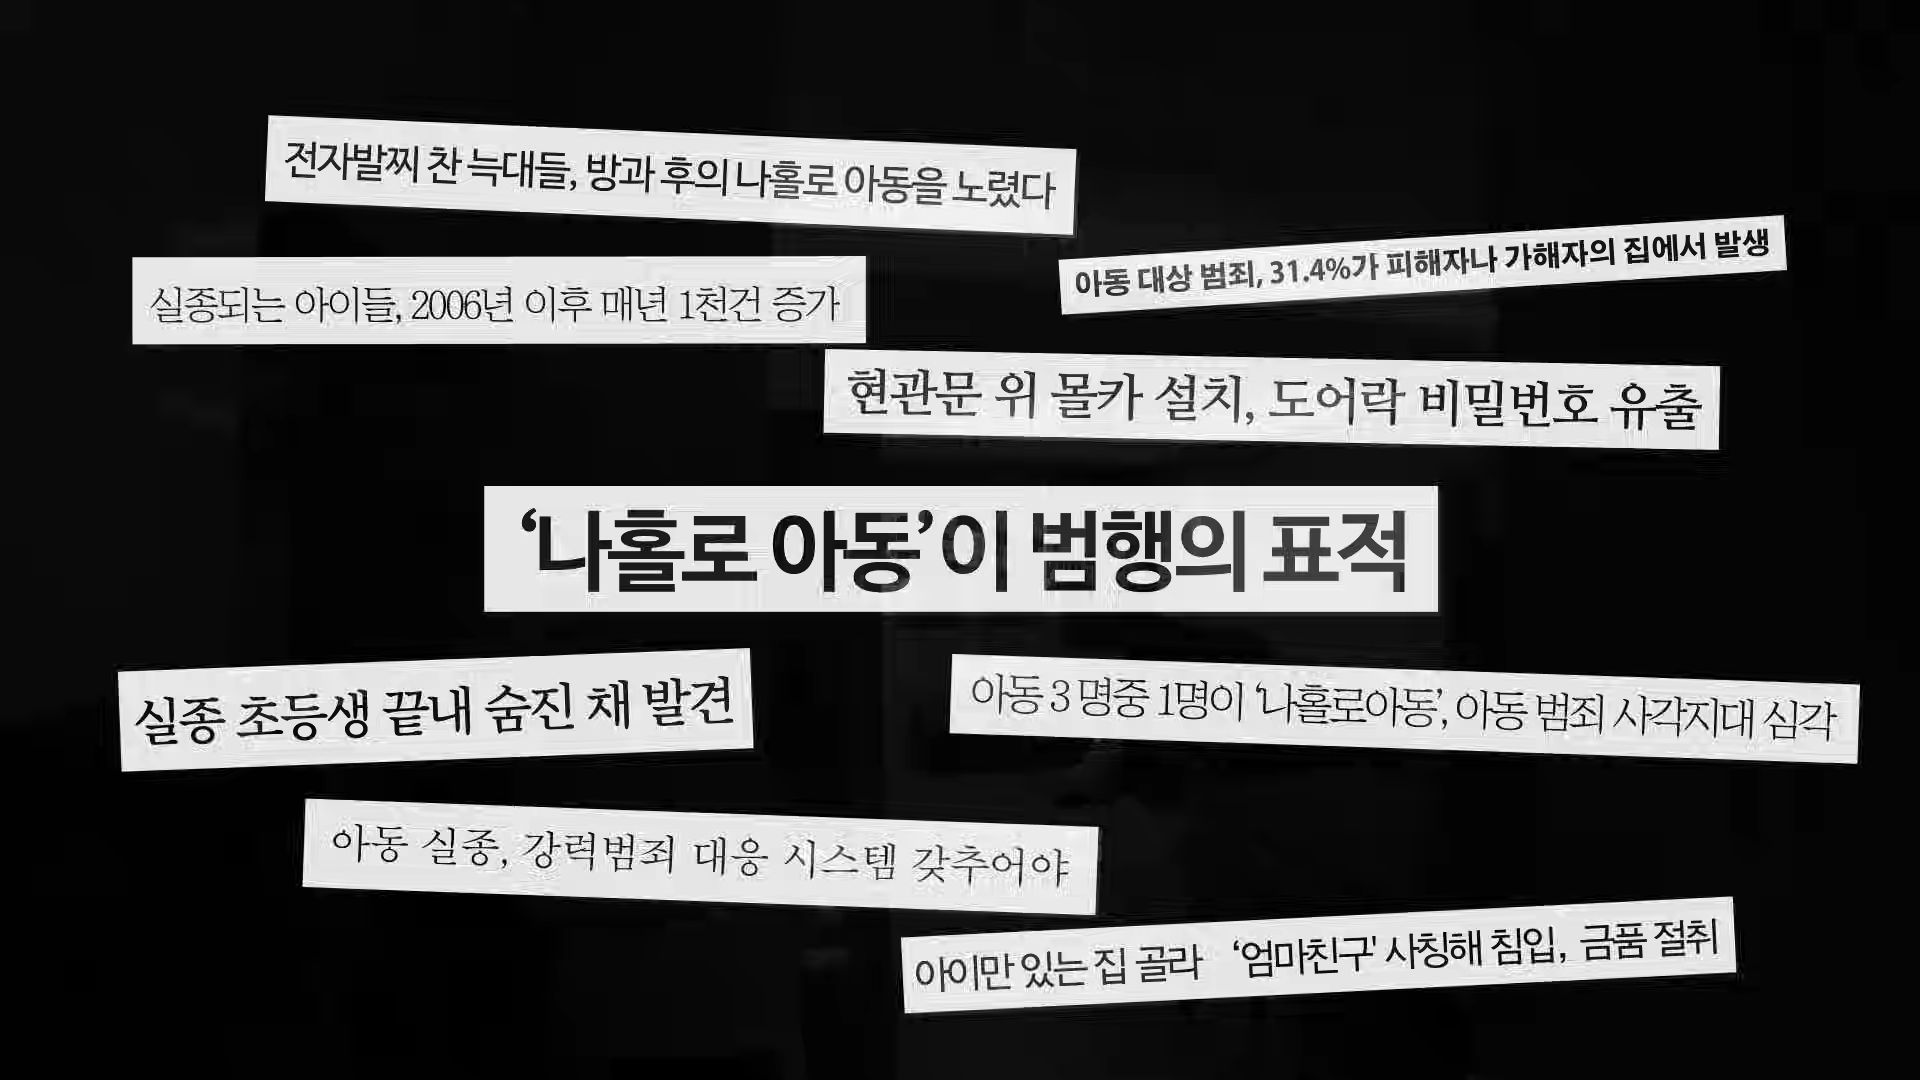 전자발찌 찬 늑대들, 방과 후의 나홀로 아동을 노렸다
아동 대상 범죄, 31.4%가 피해자나 가해자의 집에서 발생
실종되는 아이들, 2006년 이후 매년 1천건 증가
현관문 위 몰카 설치, 도어락 비밀번호 유출
‘나홀로 아동’이 범행의 표적
실종 초등생 끝내 숨진 채 발견
아동 3 명중 1명이 ‘나홀로아동’, 아동 범죄 사각지대 심각
아동 실종, 강력범죄 대응 시스템 갖추어야
아이만 있는 집 골라 ‘엄마친구' 사칭해 침입, 금품 절취